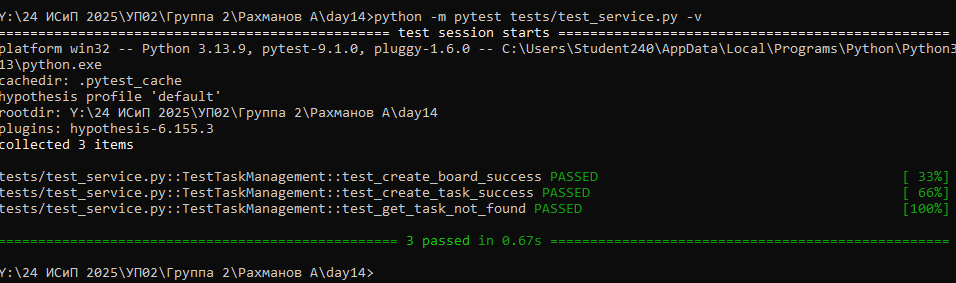 Y:\24 ИСиП 2025\УП02\Группа 2\Рахманов А\day14>python -m pytest tests/test_service.py -v
================================================= test session starts =================================================
platform win32 -- Python 3.13.9, pytest-9.1.0, pluggy-1.6.0 -- C:\Users\Student240\AppData\Local\Programs\Python\Python3
13\python.exe
cachedir: .pytest_cache
hypothesis profile 'default'
rootdir: Y:\24 ИСиП 2025\УП02\Группа 2\Рахманов А\day14
plugins: hypothesis-6.155.3
collected 3 items
tests/test_service.py::TestTaskManagement::test_create_board_success PASSED [ 33%]
tests/test_service.py::TestTaskManagement::test_create_task_success PASSED [ 66%]
tests/test_service.py::TestTaskManagement::test_get_task_not_found PASSED [100%]
================================================== 3 passed in 0.67s ==================================================
Y:\24 ИСиП 2025\УП02\Группа 2\Рахманов А\day14>